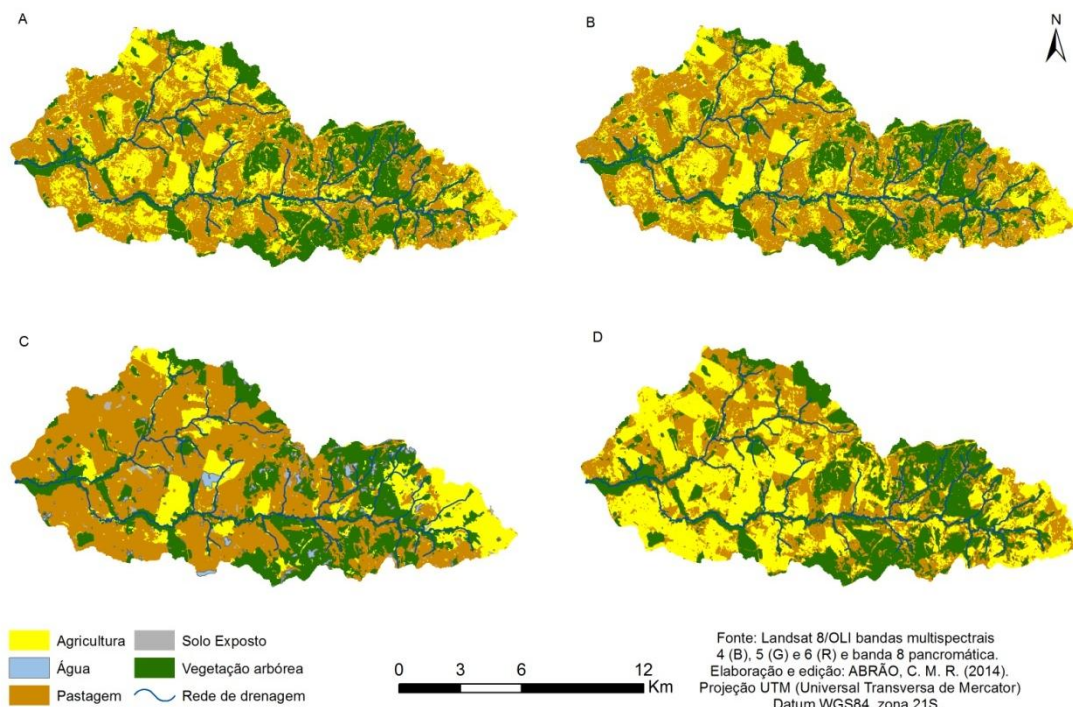 A
B
N
C
D
Agricultura
Solo Exposto
Água
Vegetação arbórea
Pastagem
Rede de drenagem
0 3 6 12
Km
Fonte: Landsat 8/OLI bandas multispectrais
4 (B), 5 (G) e 6 (R) e banda 8 pancromática.
Elaboração e edição: ABRÃO, C. M. R. (2014).
Projeção UTM (Universal Transversa de Mercator)
Datum WGS84, zona 21S